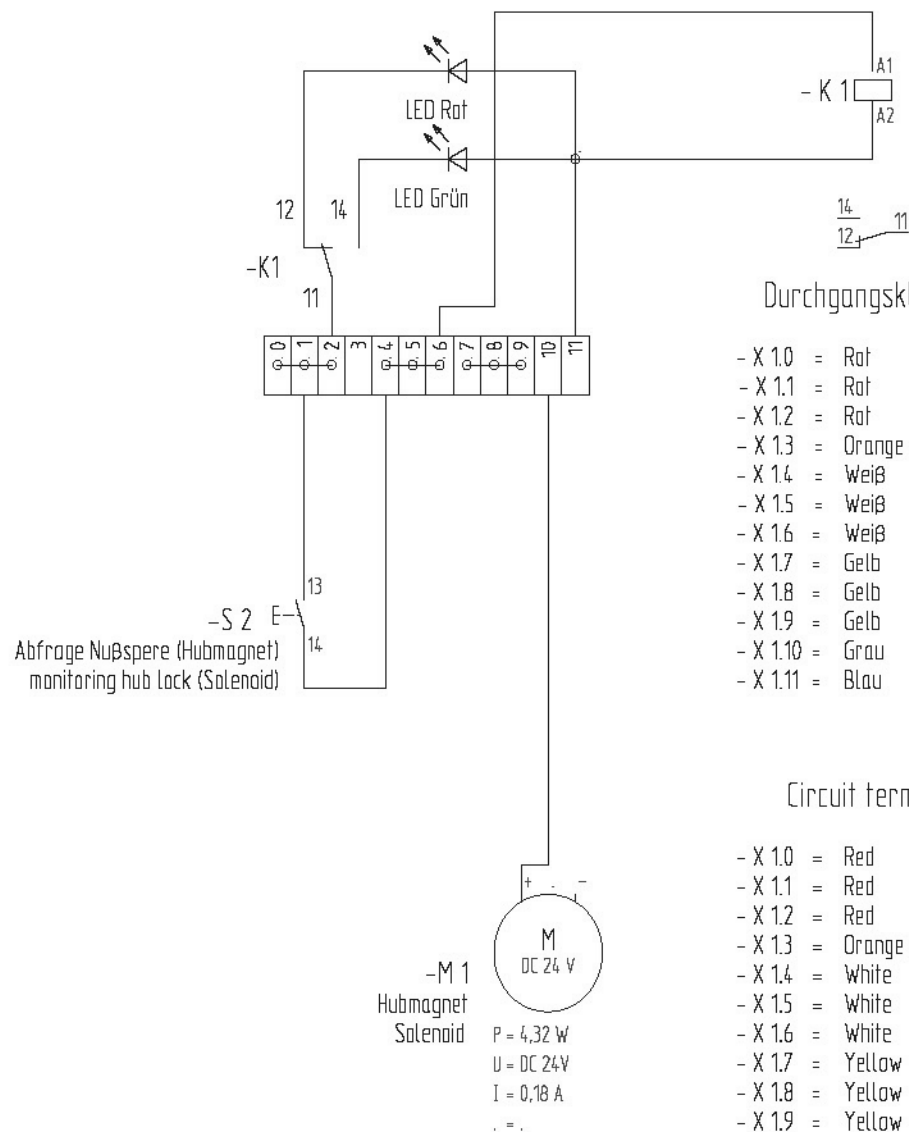 A1
- K 1
A2
LED Rot
LED Grün
12
14
-K1
11
14
12
11
Durchgangskl
0
1
2
3
4
5
6
7
8
9
10
11
- X 1.0 = Rot
- X 1.1 = Rot
- X 1.2 = Rot
- X 1.3 = Orange
- X 1.4 = Weiß
- X 1.5 = Weiß
- X 1.6 = Weiß
- X 1.7 = Gelb
- X 1.8 = Gelb
- X 1.9 = Gelb
- X 1.10 = Grau
- X 1.11 = Blau
13
-S 2
E
14
Abfrage Nußspere (Hubmagnet)
monitoring hub lock (Solenoid)
Circuit tern
- X 1.0 = Red
- X 1.1 = Red
- X 1.2 = Red
- X 1.3 = Orange
- X 1.4 = White
- X 1.5 = White
- X 1.6 = White
- X 1.7 = Yellow
- X 1.8 = Yellow
- X 1.9 = Yellow
+ . -
M
DC 24 V
-M 1
Hubmagnet
Solenoid
P = 4,32 W
U = DC 24V
I = 0,18 A
. = .